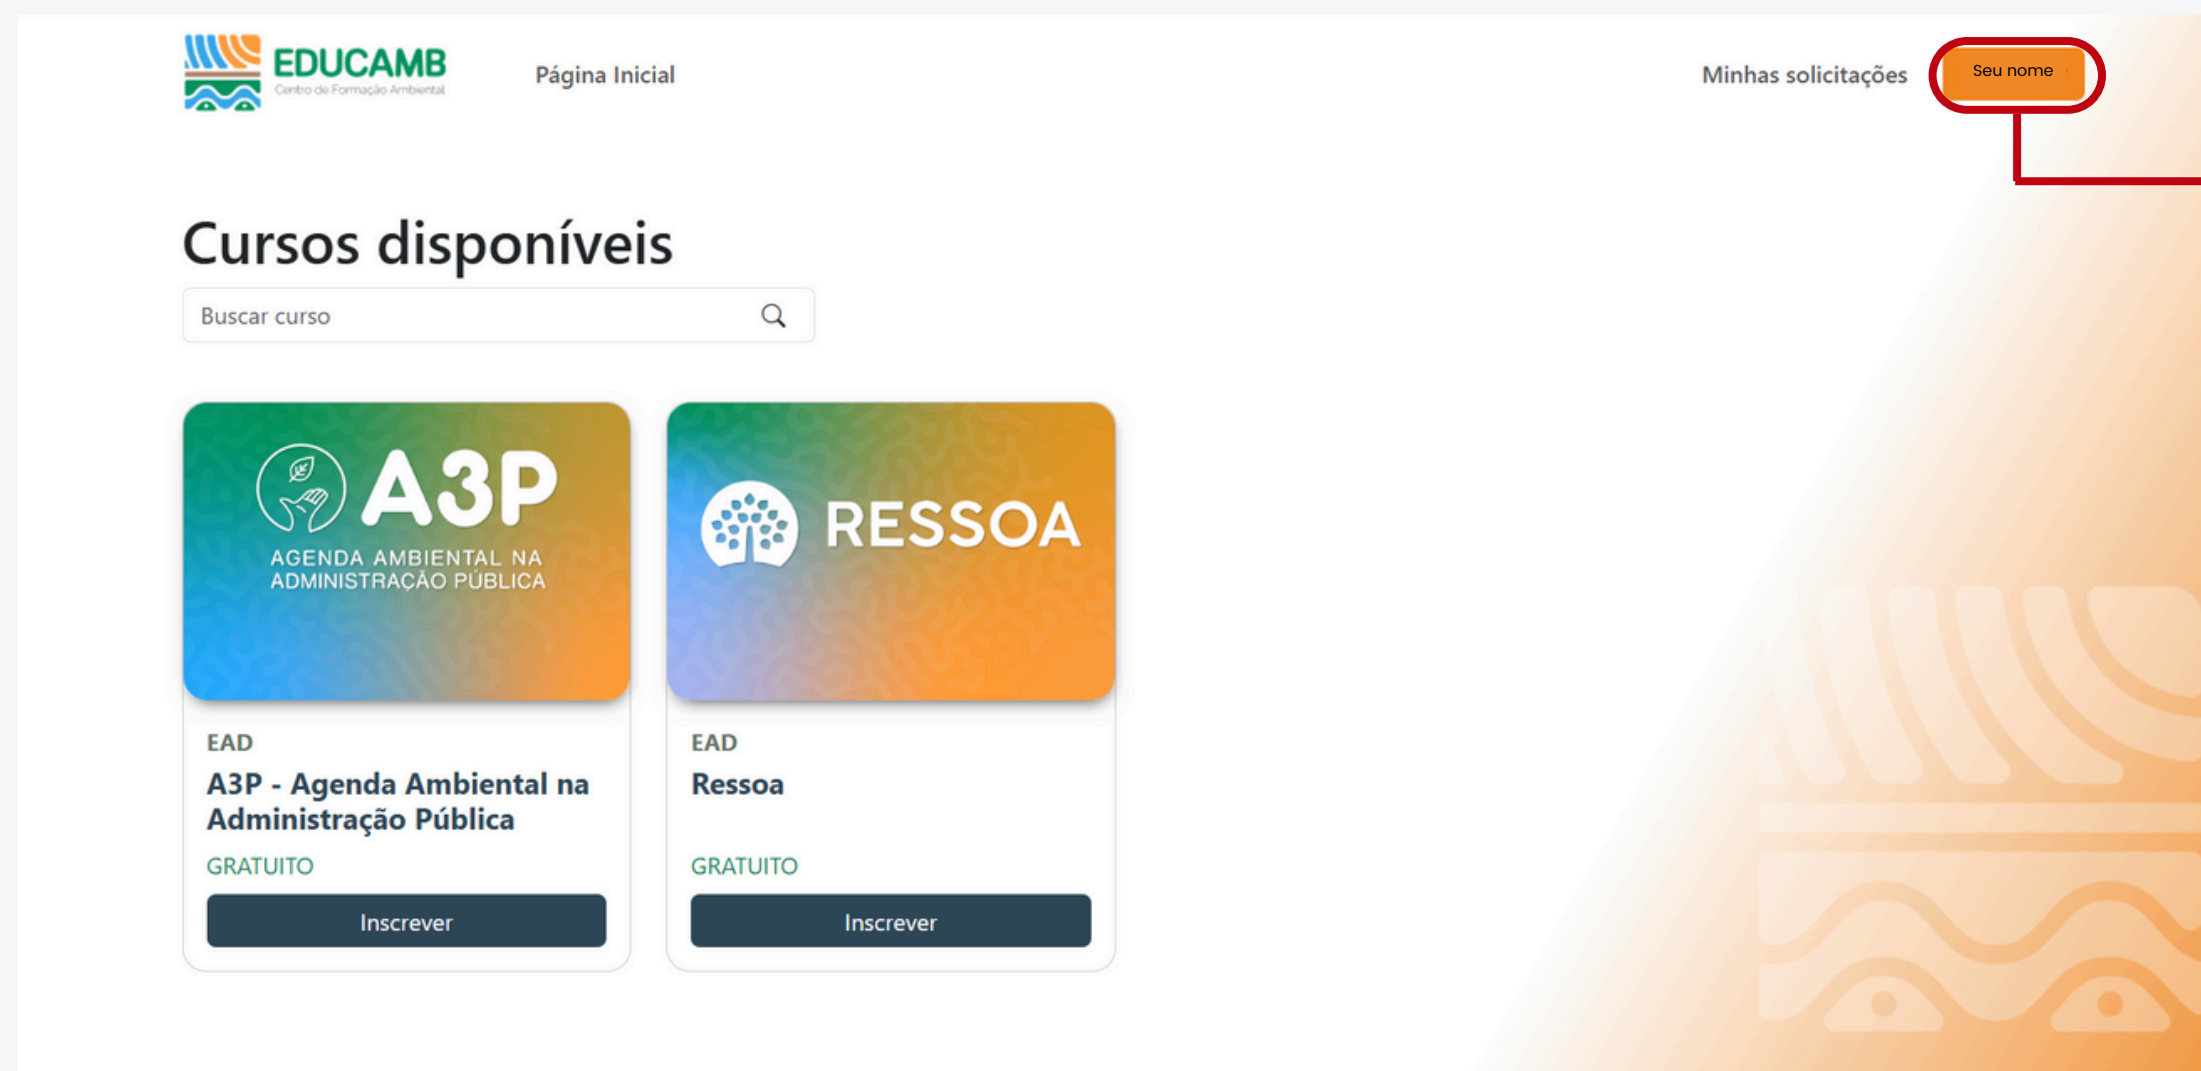 EDUCAMB
Centro de Formação Ambiental
Página Inicial
Minhas solicitações
Seu nome
Cursos disponíveis
Buscar curso
A3P
AGENDA AMBIENTAL NA
ADMINISTRAÇÃO PÚBLICA
RESSOA
EAD
A3P - Agenda Ambiental na
Administração Pública
GRATUITO
Inscrever
EAD
Ressoa
GRATUITO
Inscrever